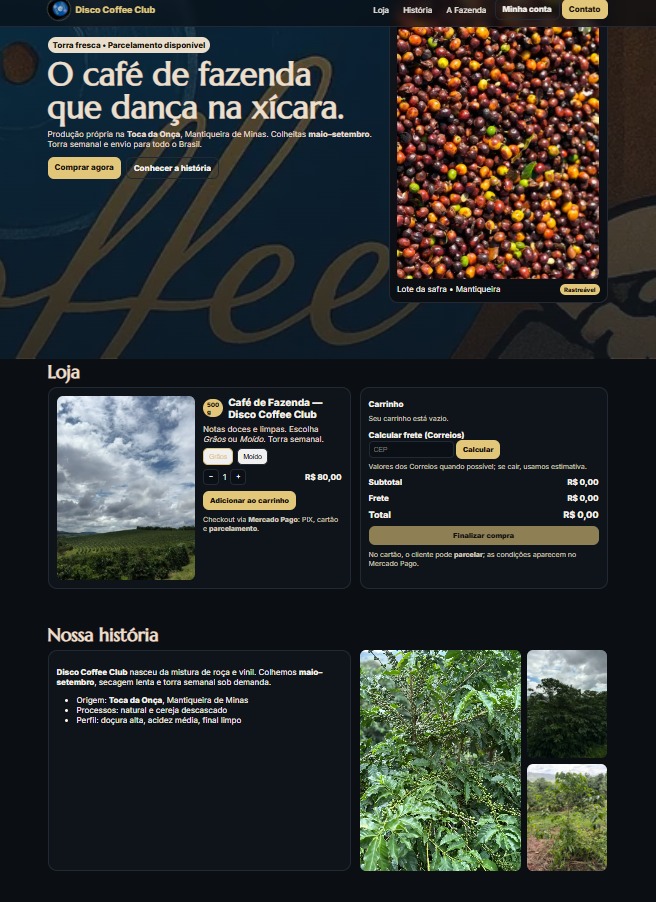 Disco Coffee Club
Loja História A Fazenda Minha conta Contato
Torra fresca • Parcelamento disponível
O café de fazenda
que dança na xícara.
Produção própria na Toca da Onça, Mantiqueira de Minas. Colheitas maio–setembro.
Torra semanal e envio para todo o Brasil.
Comprar agora Conhecer a história
offee
Lote da safra • Mantiqueira Rastreável
Loja
500
g
Café de Fazenda —
Disco Coffee Club
Notas doces e limpas. Escolha
Grãos ou Moído. Torra semanal.
Grãos Moído
− 1 + R$ 80,00
Adicionar ao carrinho
Checkout via Mercado Pago: PIX, cartão
e parcelamento.
Carrinho
Seu carrinho está vazio.
Calcular frete (Correios)
CEP Calcular
Valores dos Correios quando possível; se cair, usamos estimativa.
Subtotal R$ 0,00
Frete R$ 0,00
Total R$ 0,00
Finalizar compra
No cartão, o cliente pode parcelar; as condições aparecem no
Mercado Pago.
Nossa história
Disco Coffee Club nasceu da mistura de roça e vinil. Colhemos maio–
setembro, secagem lenta e torra semanal sob demanda.
• Origem: Toca da Onça, Mantiqueira de Minas
• Processos: natural e cereja descascado
• Perfil: doçura alta, acidez média, final limpo